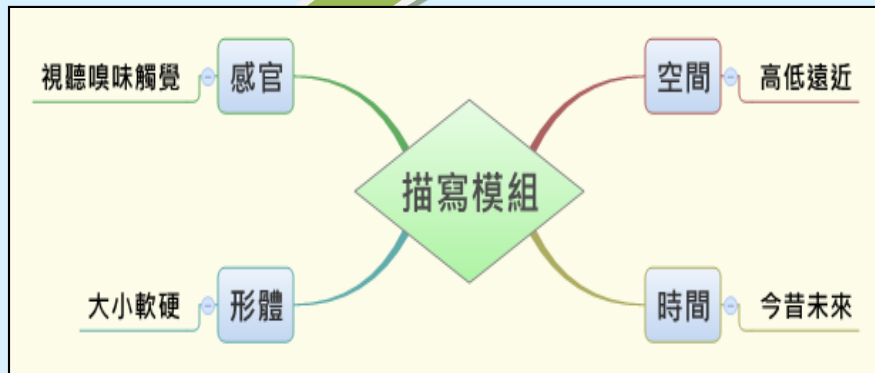 視聽嗅味觸覺
感官
空間
高低遠近
描寫模組
大小軟硬
形體
時間
今昔未來